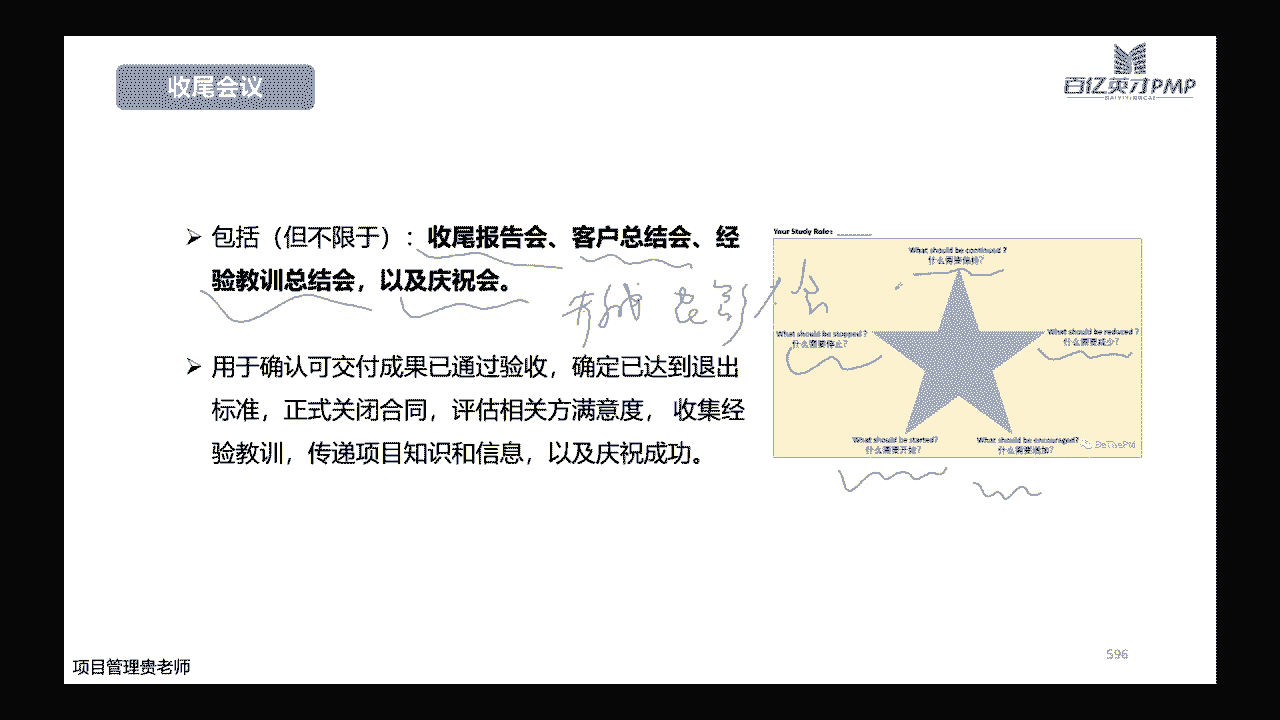 收尾会议
百亿英才PMP
包括（但不限于）：收尾报告会、客户总结会、经
验教训总结会，以及庆祝会。
用于确认可交付成果已通过验收，确定已达到退出
标准，正式关闭合同，评估相关方满意度， 收集经
验教训，传递项目知识和信息，以及庆祝成功。
Your Study Role: _________
What should be continued ?
什么需要保持?
What should be stopped ?
什么需要停止?
What should be reduced ?
什么需要减少?
What should be started?
什么需要开始?
What should be encouraged?
什么需要增加?
BeThePM
596
项目管理贵老师